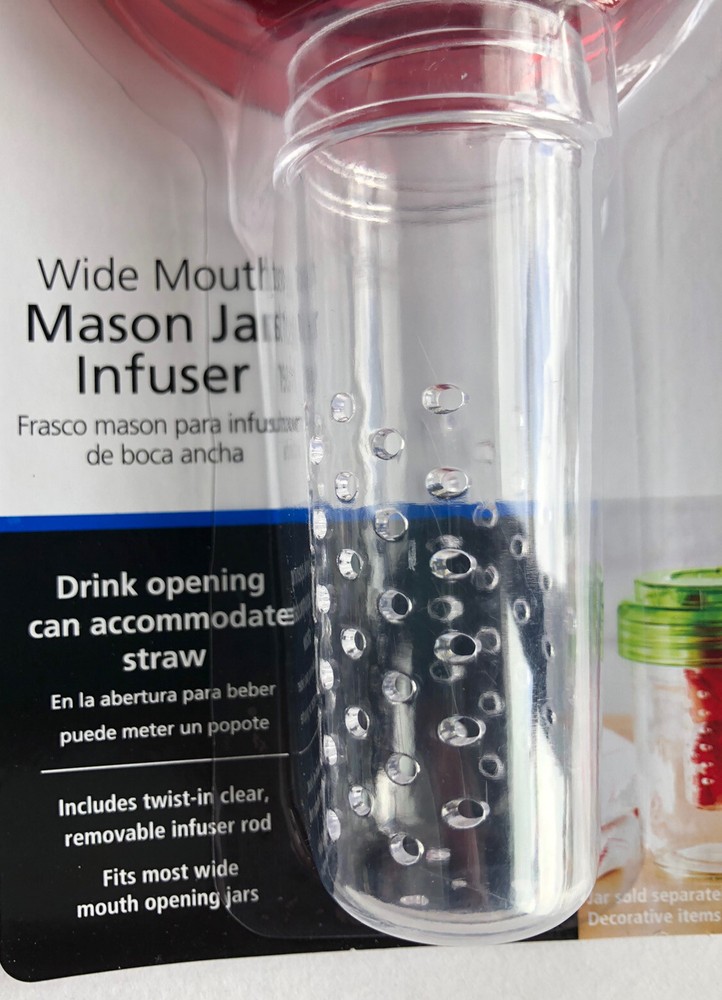 Wide Mouth
Mason Jar
Infuser
Frasco mason para
de boca ancha
Drink opening
can accommodate
straw
En la abertura para beber
puede meter un popote
Includes twist-in clear,
removable infuser rod
Fits most wide
mouth opening jars
Jar sold separate
Decorative items